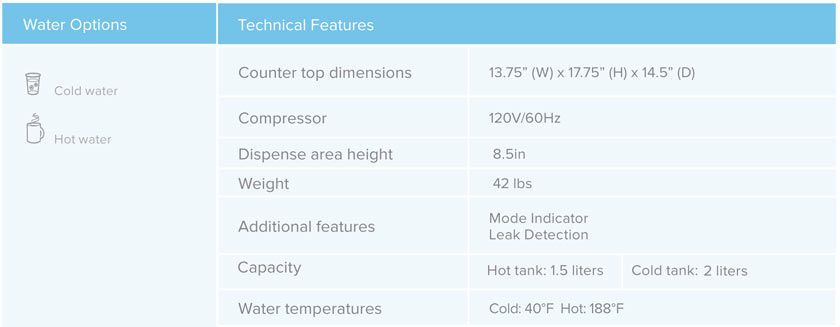 Water Options
Technical Features
Cold water
Hot water
Counter top dimensions
13.75” (W) x 17.75” (H) x 14.5” (D)
Compressor
120V/60Hz
Dispense area height
8.5in
Weight
42 lbs
Additional features
Mode Indicator
Leak Detection
Capacity
Hot tank: 1.5 liters
Cold tank: 2 liters
Water temperatures
Cold: 40°F Hot: 188°F